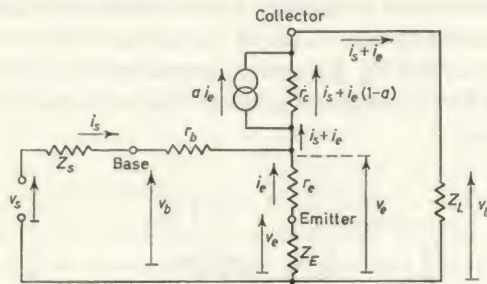 Collector
i_s+i_e
a i_e
r_c
i_s+i_e (1-a)
i_s+i_e
i_s
r_b
Z_s
Base
i_e
r_e
v_s
v_b
v_e
Emitter
v_e
Z_E
Z_L